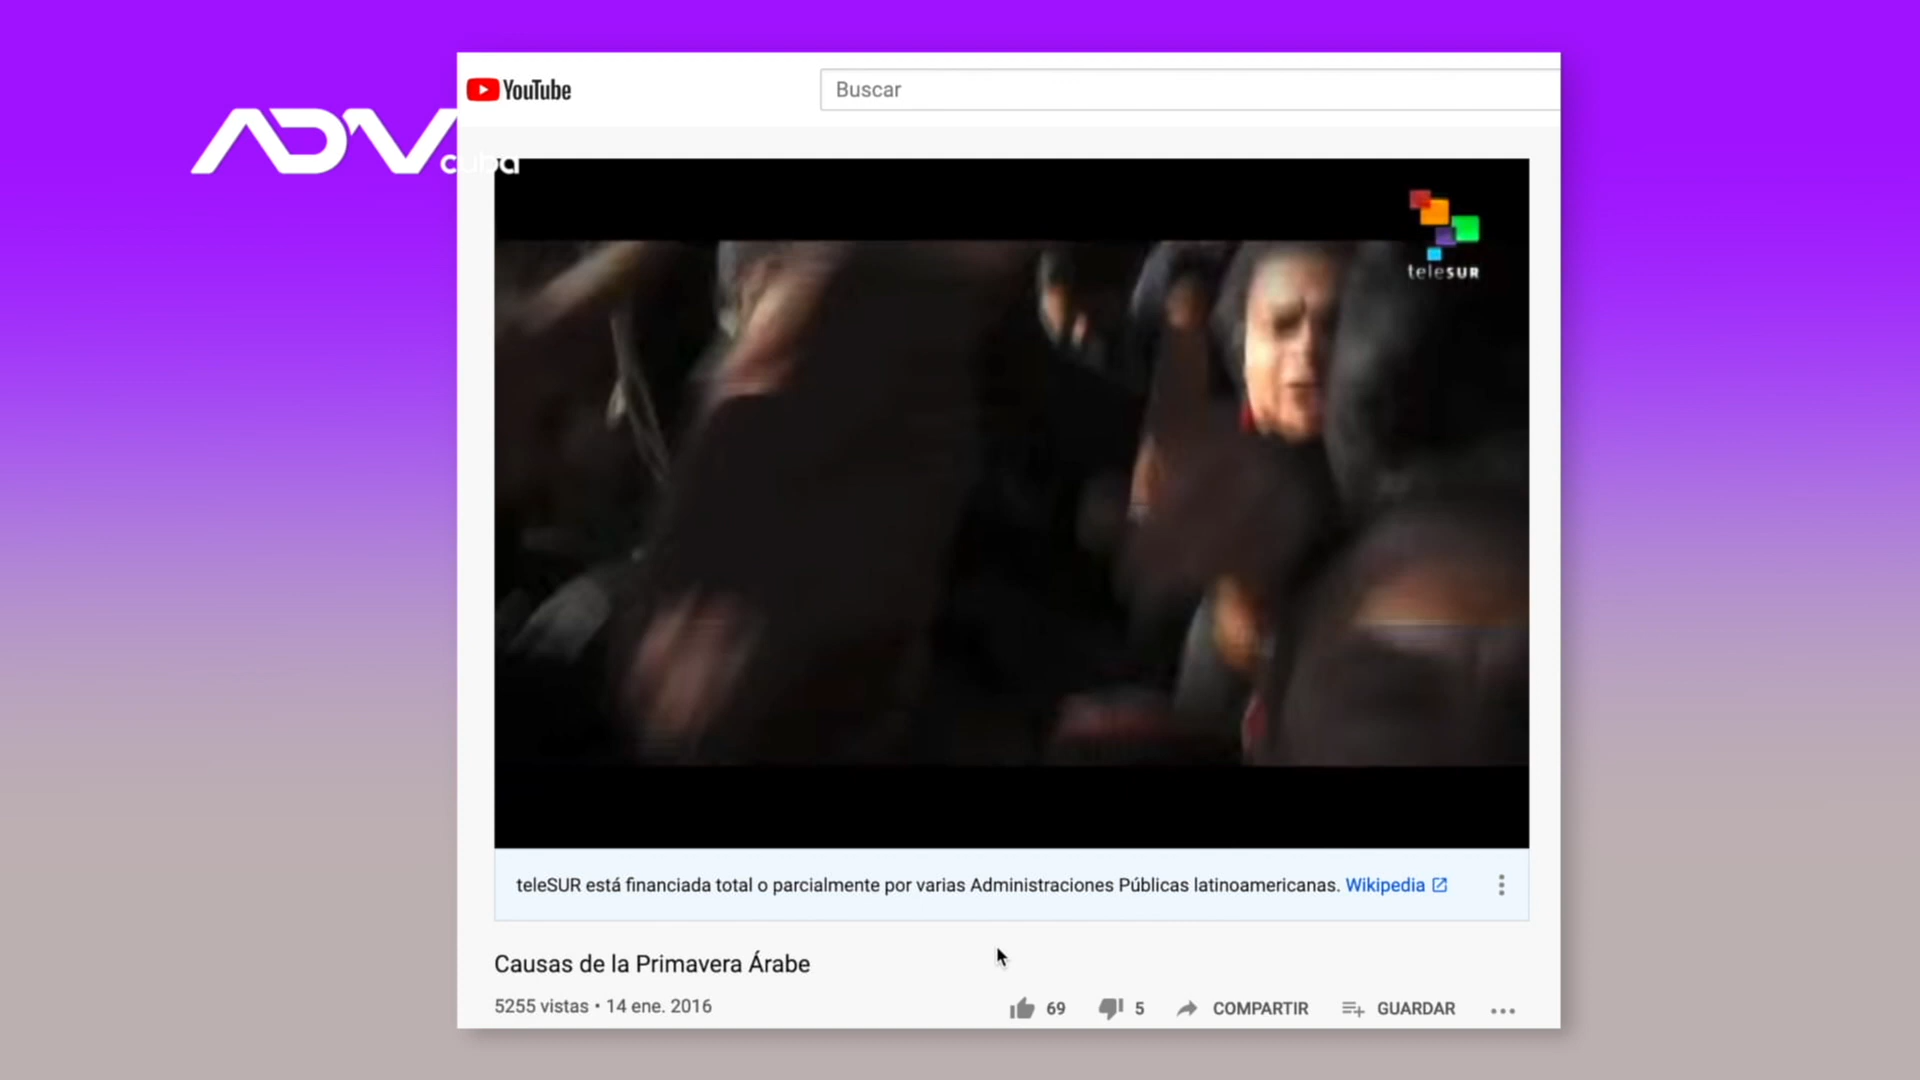 YouTube
Buscar
ADV
cuba
teleSUR
teleSUR está financiada total o parcialmente por varias Administraciones Públicas latinoamericanas. Wikipedia
Causas de la Primavera Árabe
5255 vistas • 14 ene. 2016
69 5 COMPARTIR GUARDAR